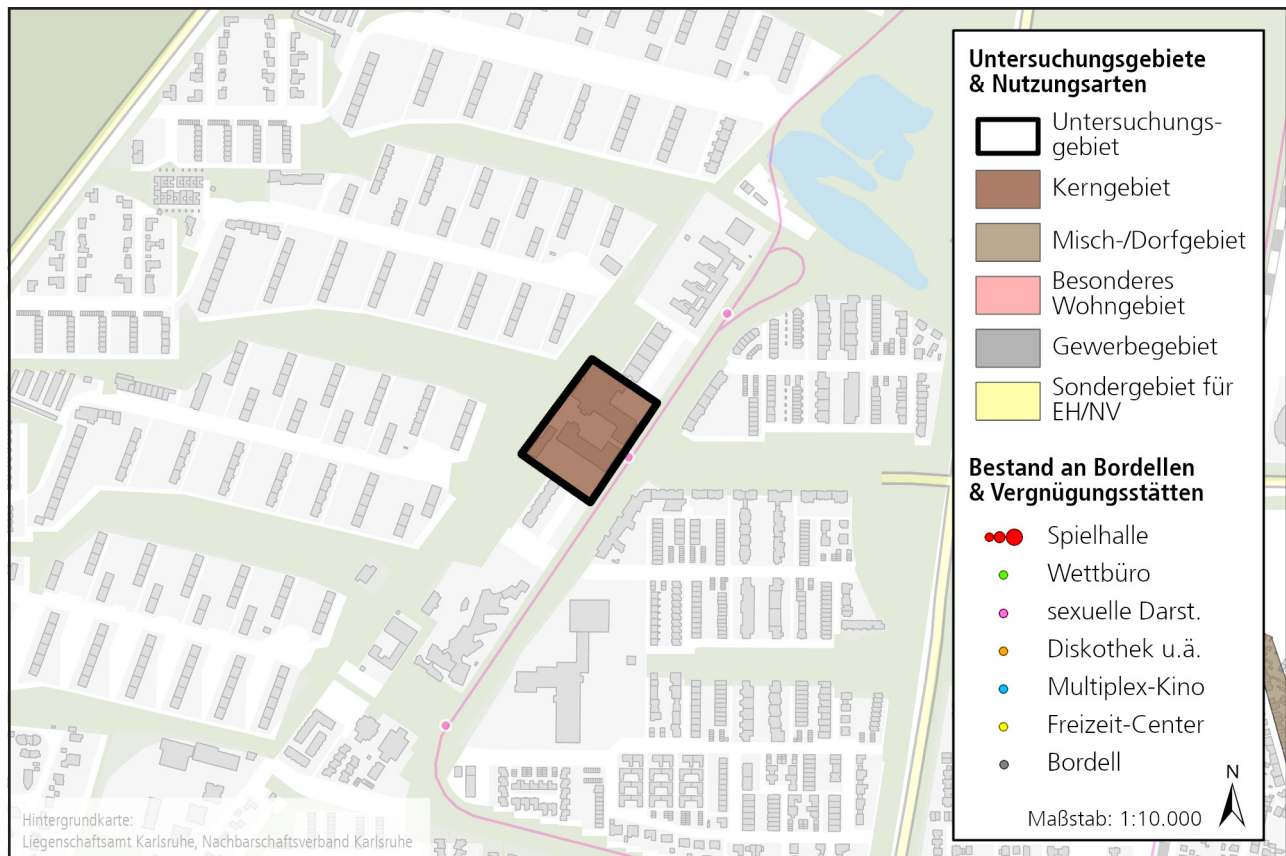 Untersuchungsgebiete
& Nutzungsarten
Untersuchungs-
gebiet
Kerngebiet
Misch-/Dorfgebiet
Besonderes
Wohngebiet
Gewerbegebiet
Sondergebiet für
EH/NV
Bestand an Bordellen
& Vergnügungsstätten
Spielhalle
Wettbüro
sexuelle Darst.
Diskothek u.ä.
Multiplex-Kino
Freizeit-Center
Bordell
N
Maßstab: 1:10.000
Hintergrundkarte:
Liegenschaftsamt Karlsruhe, Nachbarschaftsverband Karlsruhe